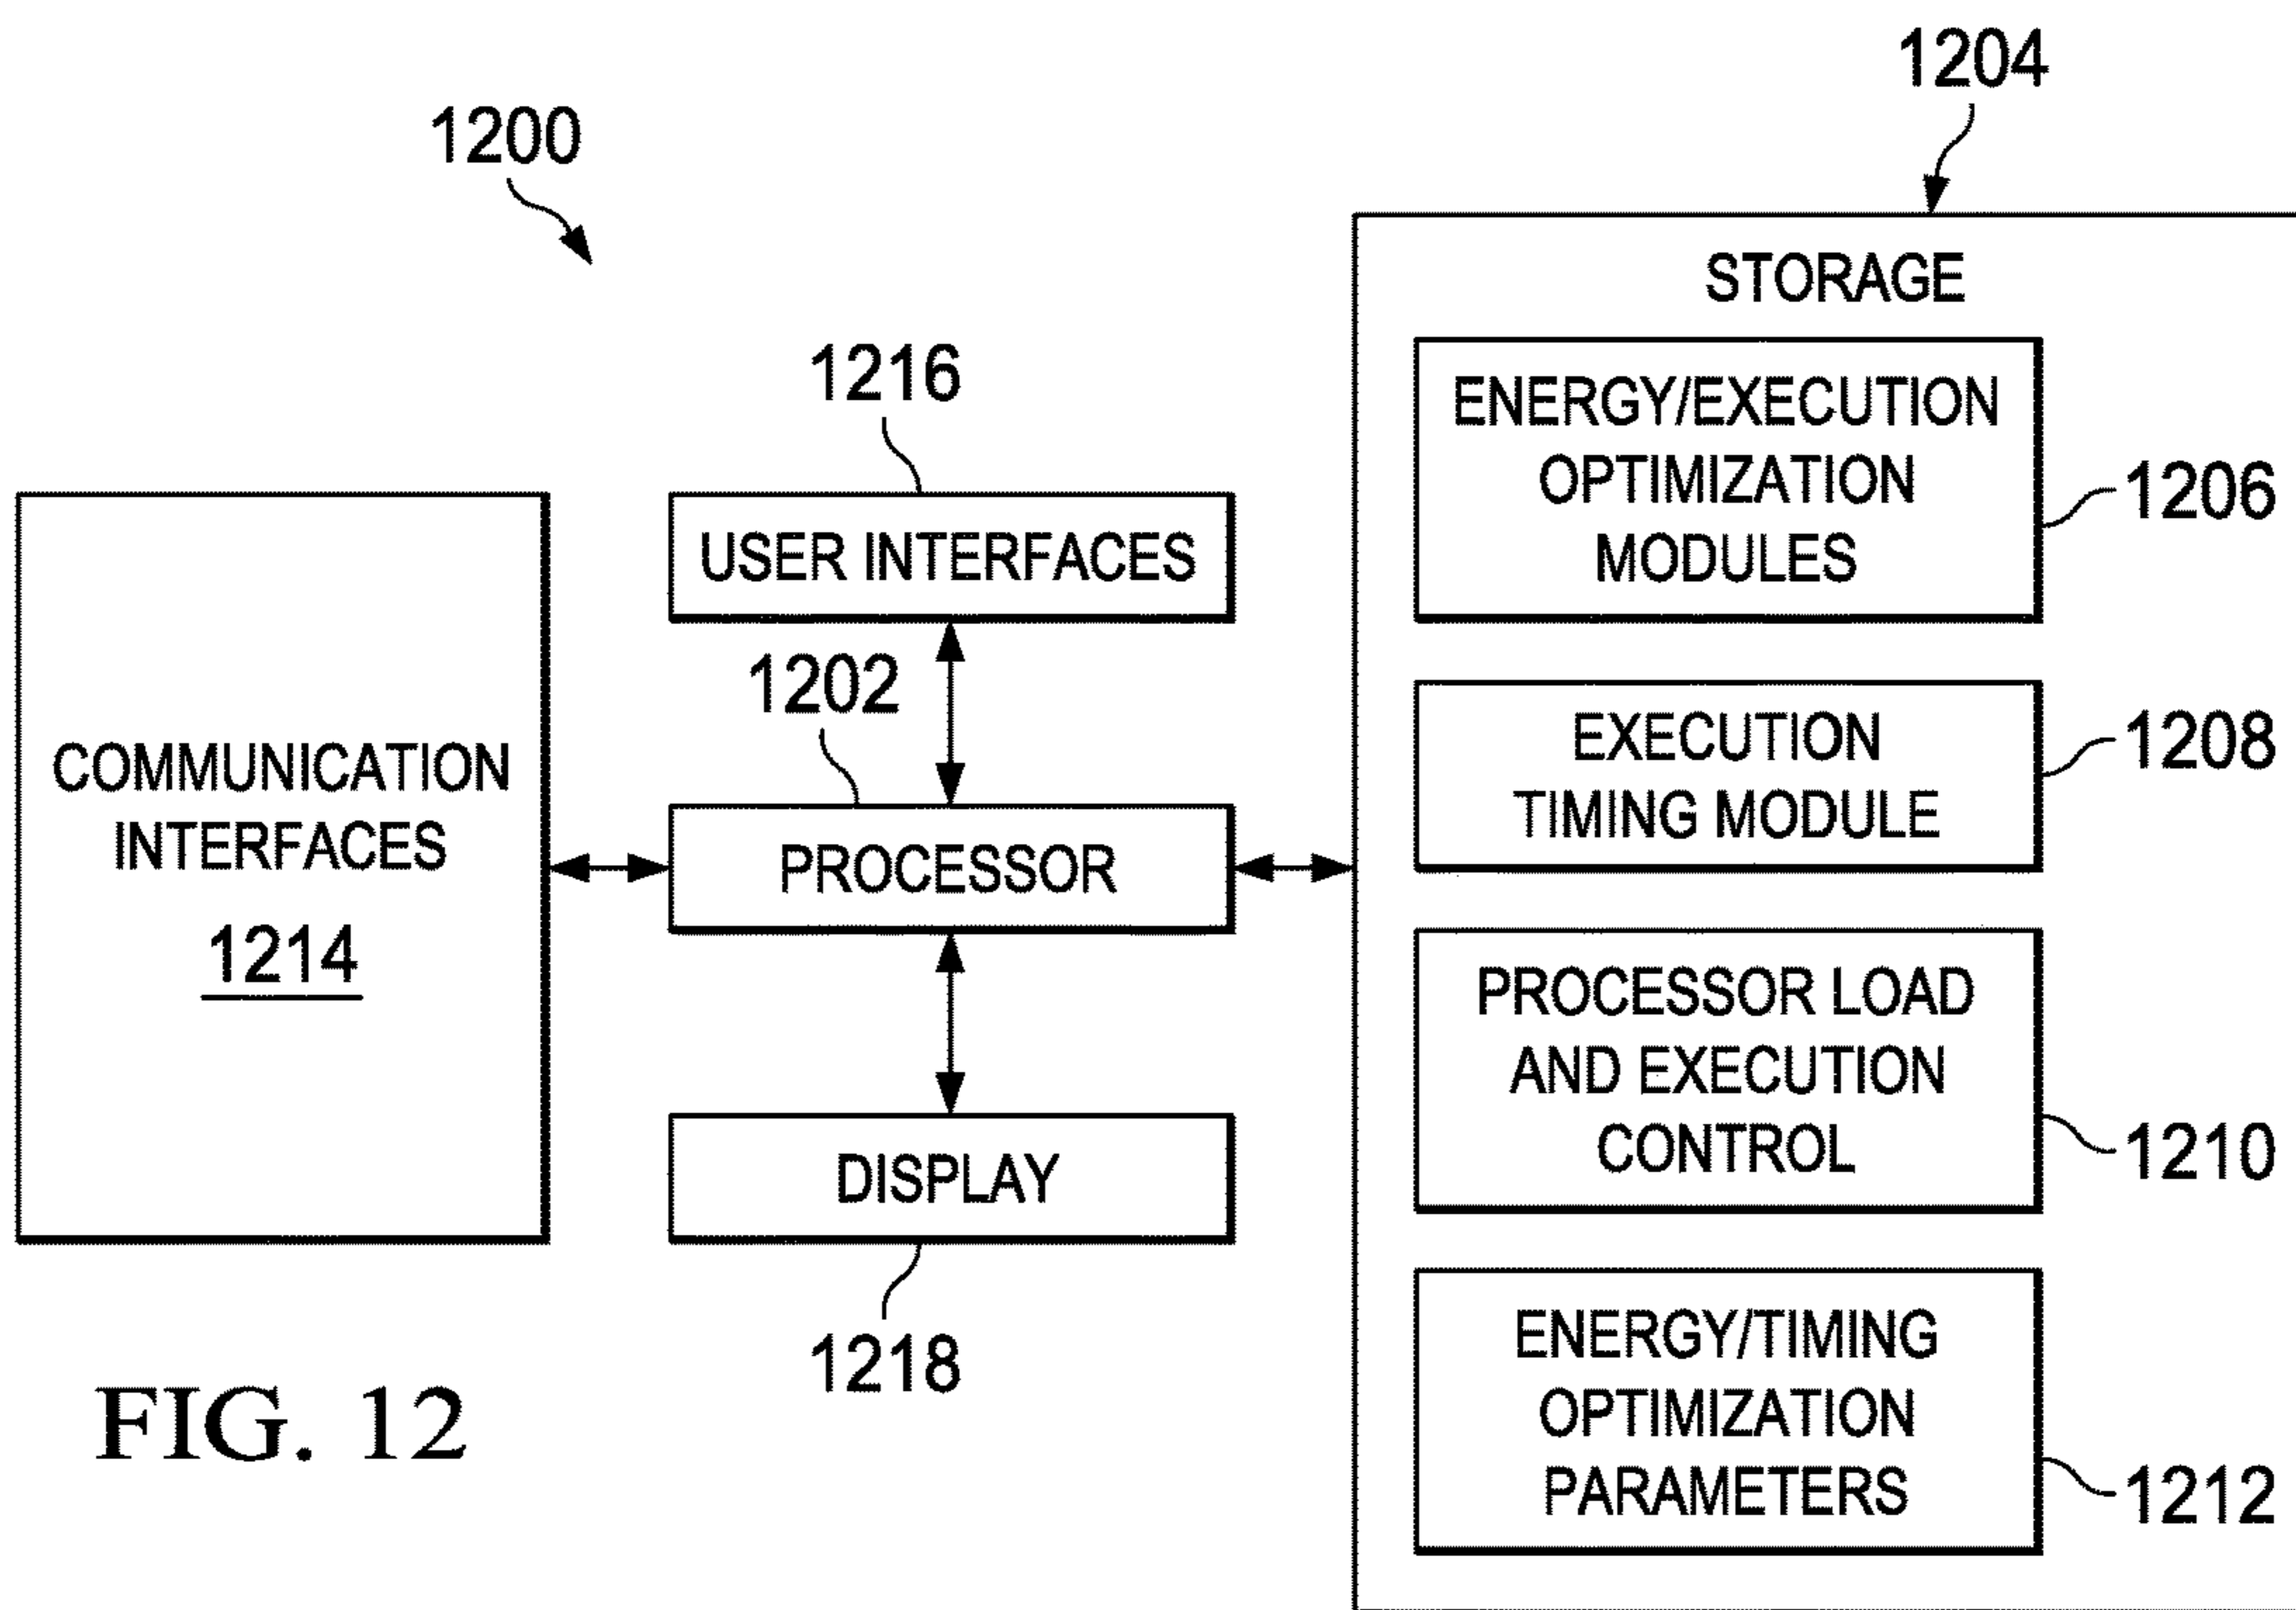 1204
1200
STORAGE
1216
ENERGY/EXECUTION
OPTIMIZATION
MODULES
1206
USER INTERFACES
1202
EXECUTION
TIMING MODULE
1208
COMMUNICATION
INTERFACES
1214
PROCESSOR
PROCESSOR LOAD
AND EXECUTION
CONTROL
1210
DISPLAY
1218
ENERGY/TIMING
OPTIMIZATION
PARAMETERS
1212
FIG. 12